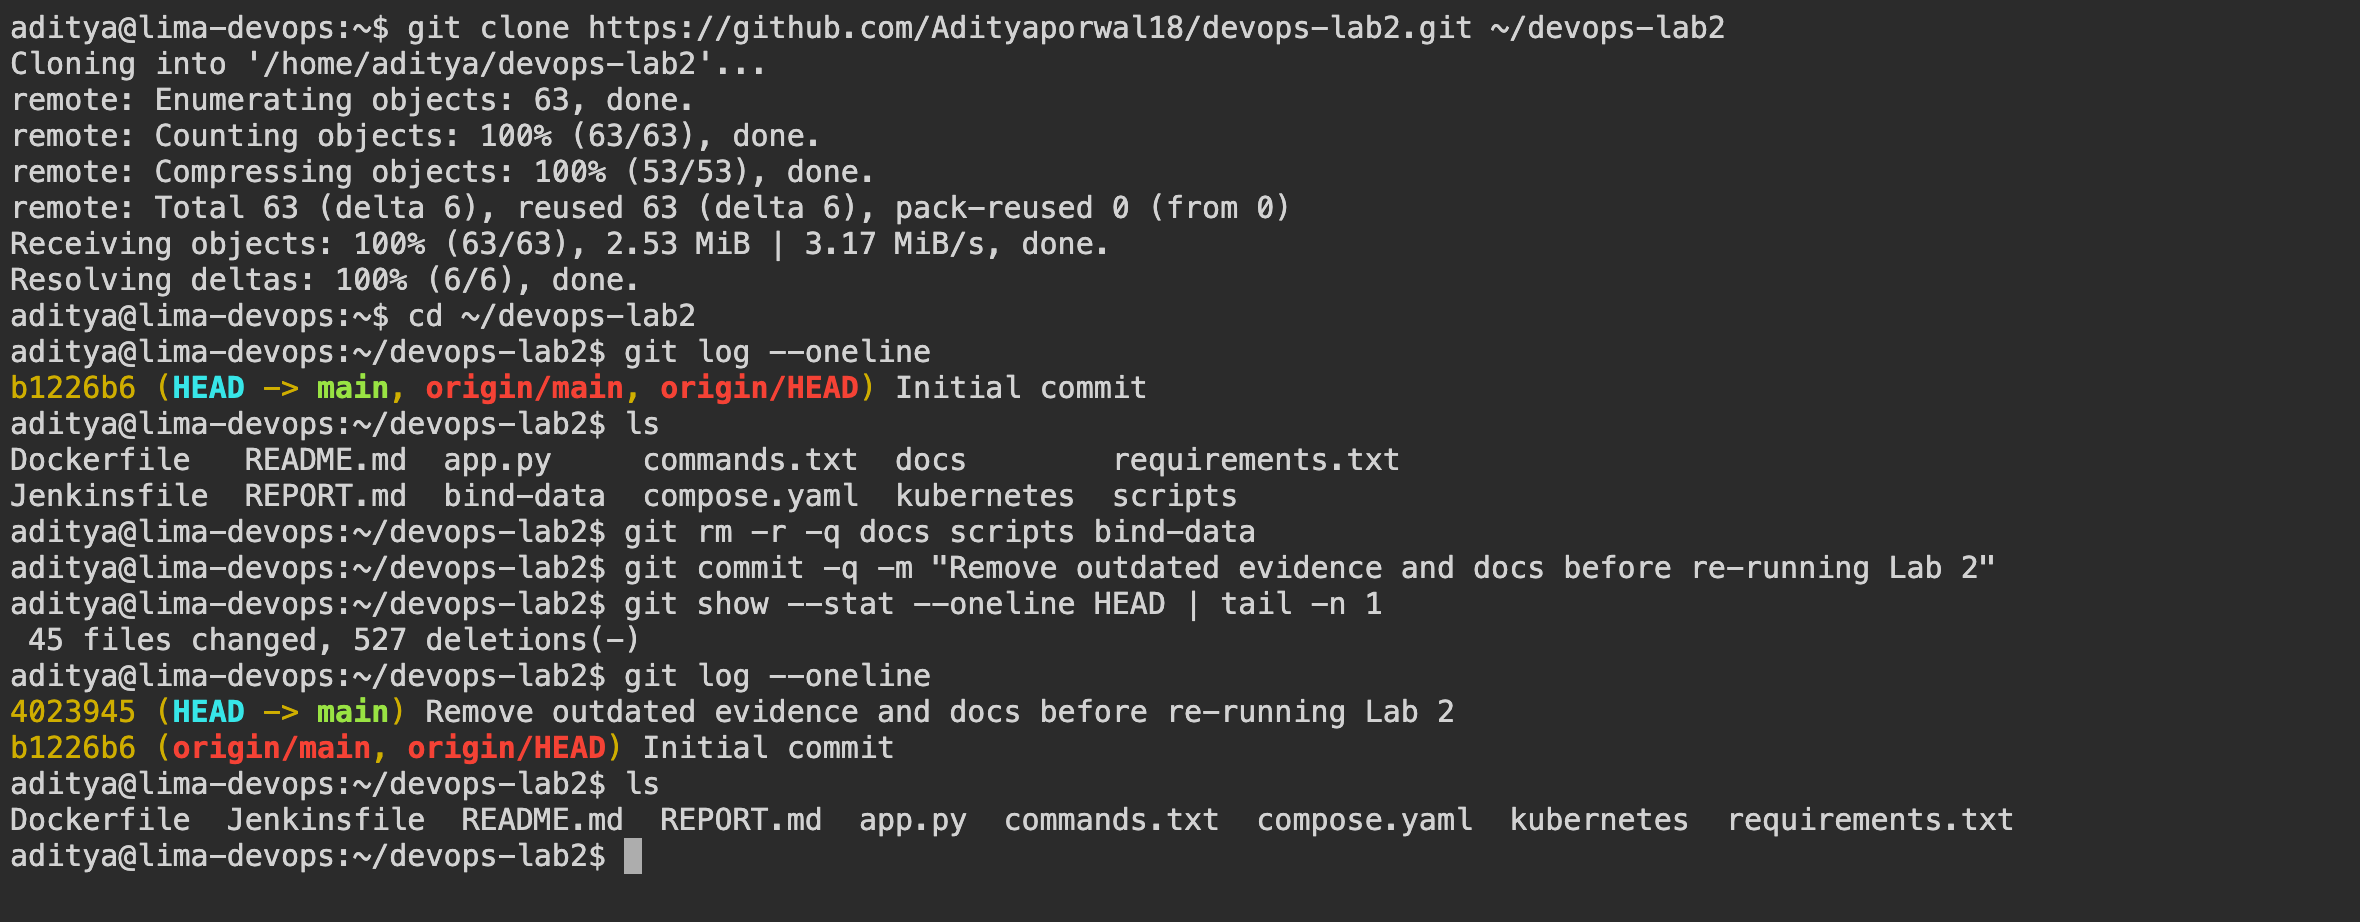 aditya@lima-devops:~$ git clone https://github.com/Adityaporwal18/devops-lab2.git ~/devops-lab2
Cloning into '/home/aditya/devops-lab2'...
remote: Enumerating objects: 63, done.
remote: Counting objects: 100% (63/63), done.
remote: Compressing objects: 100% (53/53), done.
remote: Total 63 (delta 6), reused 63 (delta 6), pack-reused 0 (from 0)
Receiving objects: 100% (63/63), 2.53 MiB | 3.17 MiB/s, done.
Resolving deltas: 100% (6/6), done.
aditya@lima-devops:~$ cd ~/devops-lab2
aditya@lima-devops:~/devops-lab2$ git log --oneline
b1226b6 (HEAD -> main, origin/main, origin/HEAD) Initial commit
aditya@lima-devops:~/devops-lab2$ ls
Dockerfile   README.md  app.py     commands.txt  docs        requirements.txt
Jenkinsfile  REPORT.md  bind-data  compose.yaml  kubernetes  scripts
aditya@lima-devops:~/devops-lab2$ git rm -r -q docs scripts bind-data
aditya@lima-devops:~/devops-lab2$ git commit -q -m "Remove outdated evidence and docs before re-running Lab 2"
aditya@lima-devops:~/devops-lab2$ git show --stat --oneline HEAD | tail -n 1
 45 files changed, 527 deletions(-)
aditya@lima-devops:~/devops-lab2$ git log --oneline
4023945 (HEAD -> main) Remove outdated evidence and docs before re-running Lab 2
b1226b6 (origin/main, origin/HEAD) Initial commit
aditya@lima-devops:~/devops-lab2$ ls
Dockerfile  Jenkinsfile  README.md  REPORT.md  app.py  commands.txt  compose.yaml  kubernetes  requirements.txt
aditya@lima-devops:~/devops-lab2$